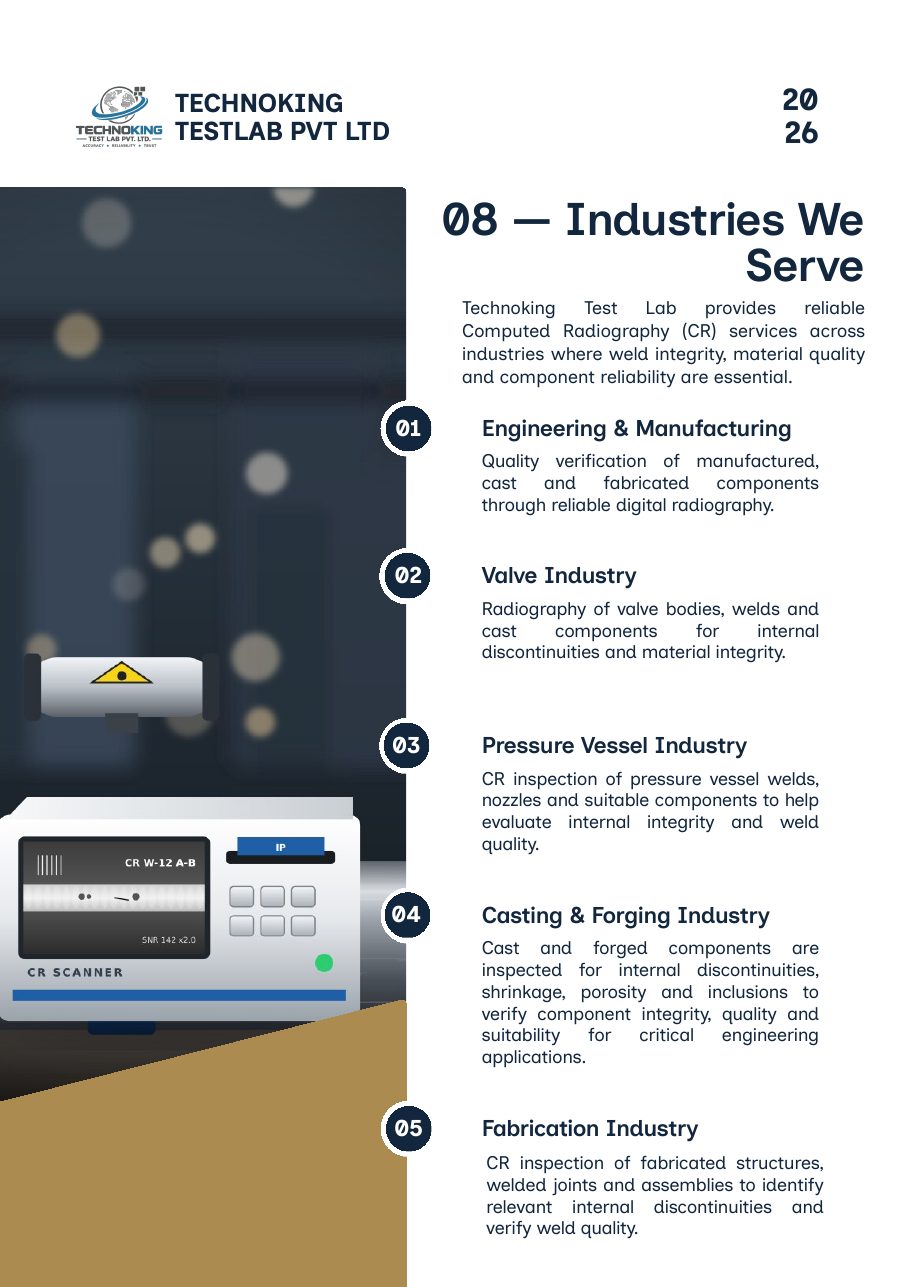 TECHNOKING
TEST LAB PVT. LTD.
ACCURACY • RELIABILITY • TRUST
TECHNOKING
TESTLAB PVT LTD
20
26
08 — Industries We
Serve
Technoking Test Lab provides reliable
Computed Radiography (CR) services across
industries where weld integrity, material quality
and component reliability are essential.
01
Engineering & Manufacturing
Quality verification of manufactured,
cast and fabricated components
through reliable digital radiography.
02
Valve Industry
Radiography of valve bodies, welds and
cast components for internal
discontinuities and material integrity.
03
Pressure Vessel Industry
CR inspection of pressure vessel welds,
nozzles and suitable components to help
evaluate internal integrity and weld
quality.
CR W-12 A-B
IP
SNR 142 x2.0
CR SCANNER
04
Casting & Forging Industry
Cast and forged components are
inspected for internal discontinuities,
shrinkage, porosity and inclusions to
verify component integrity, quality and
suitability for critical engineering
applications.
05
Fabrication Industry
CR inspection of fabricated structures,
welded joints and assemblies to identify
relevant internal discontinuities and
verify weld quality.